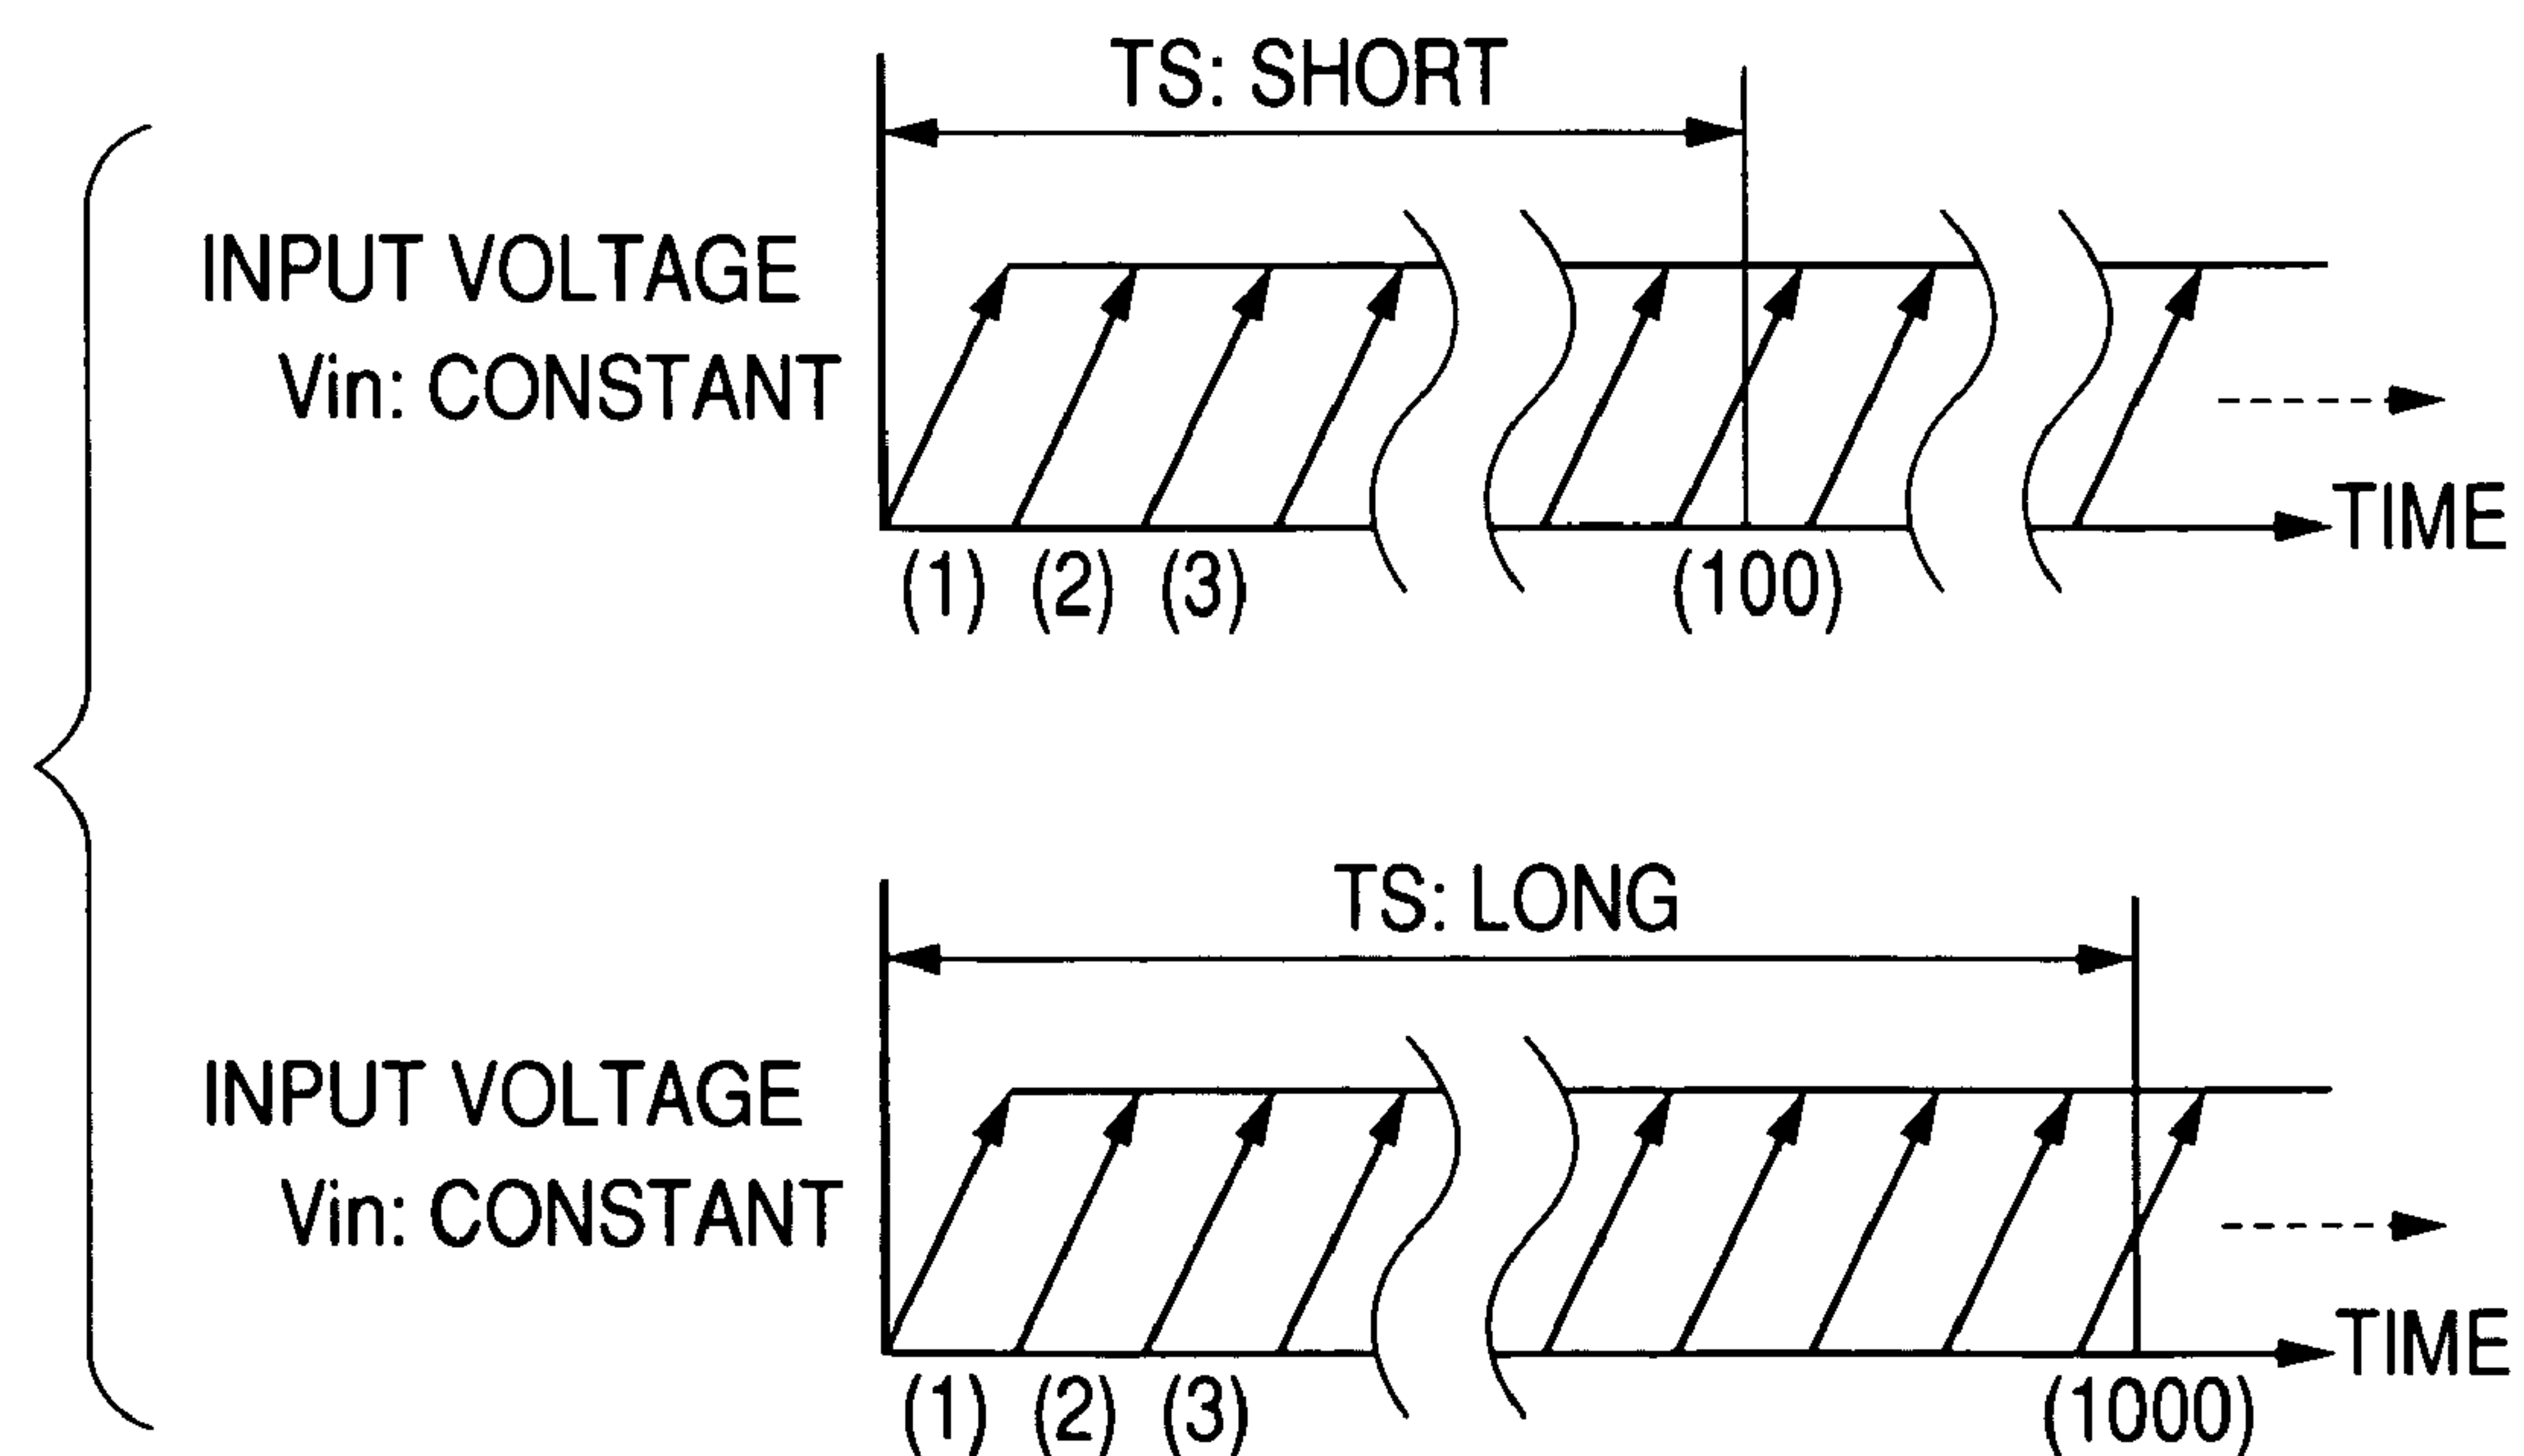 TS: SHORT
INPUT VOLTAGE
Vin: CONSTANT
TIME
(1) (2) (3) (100)
TS: LONG
INPUT VOLTAGE
Vin: CONSTANT
TIME
(1) (2) (3) (1000)